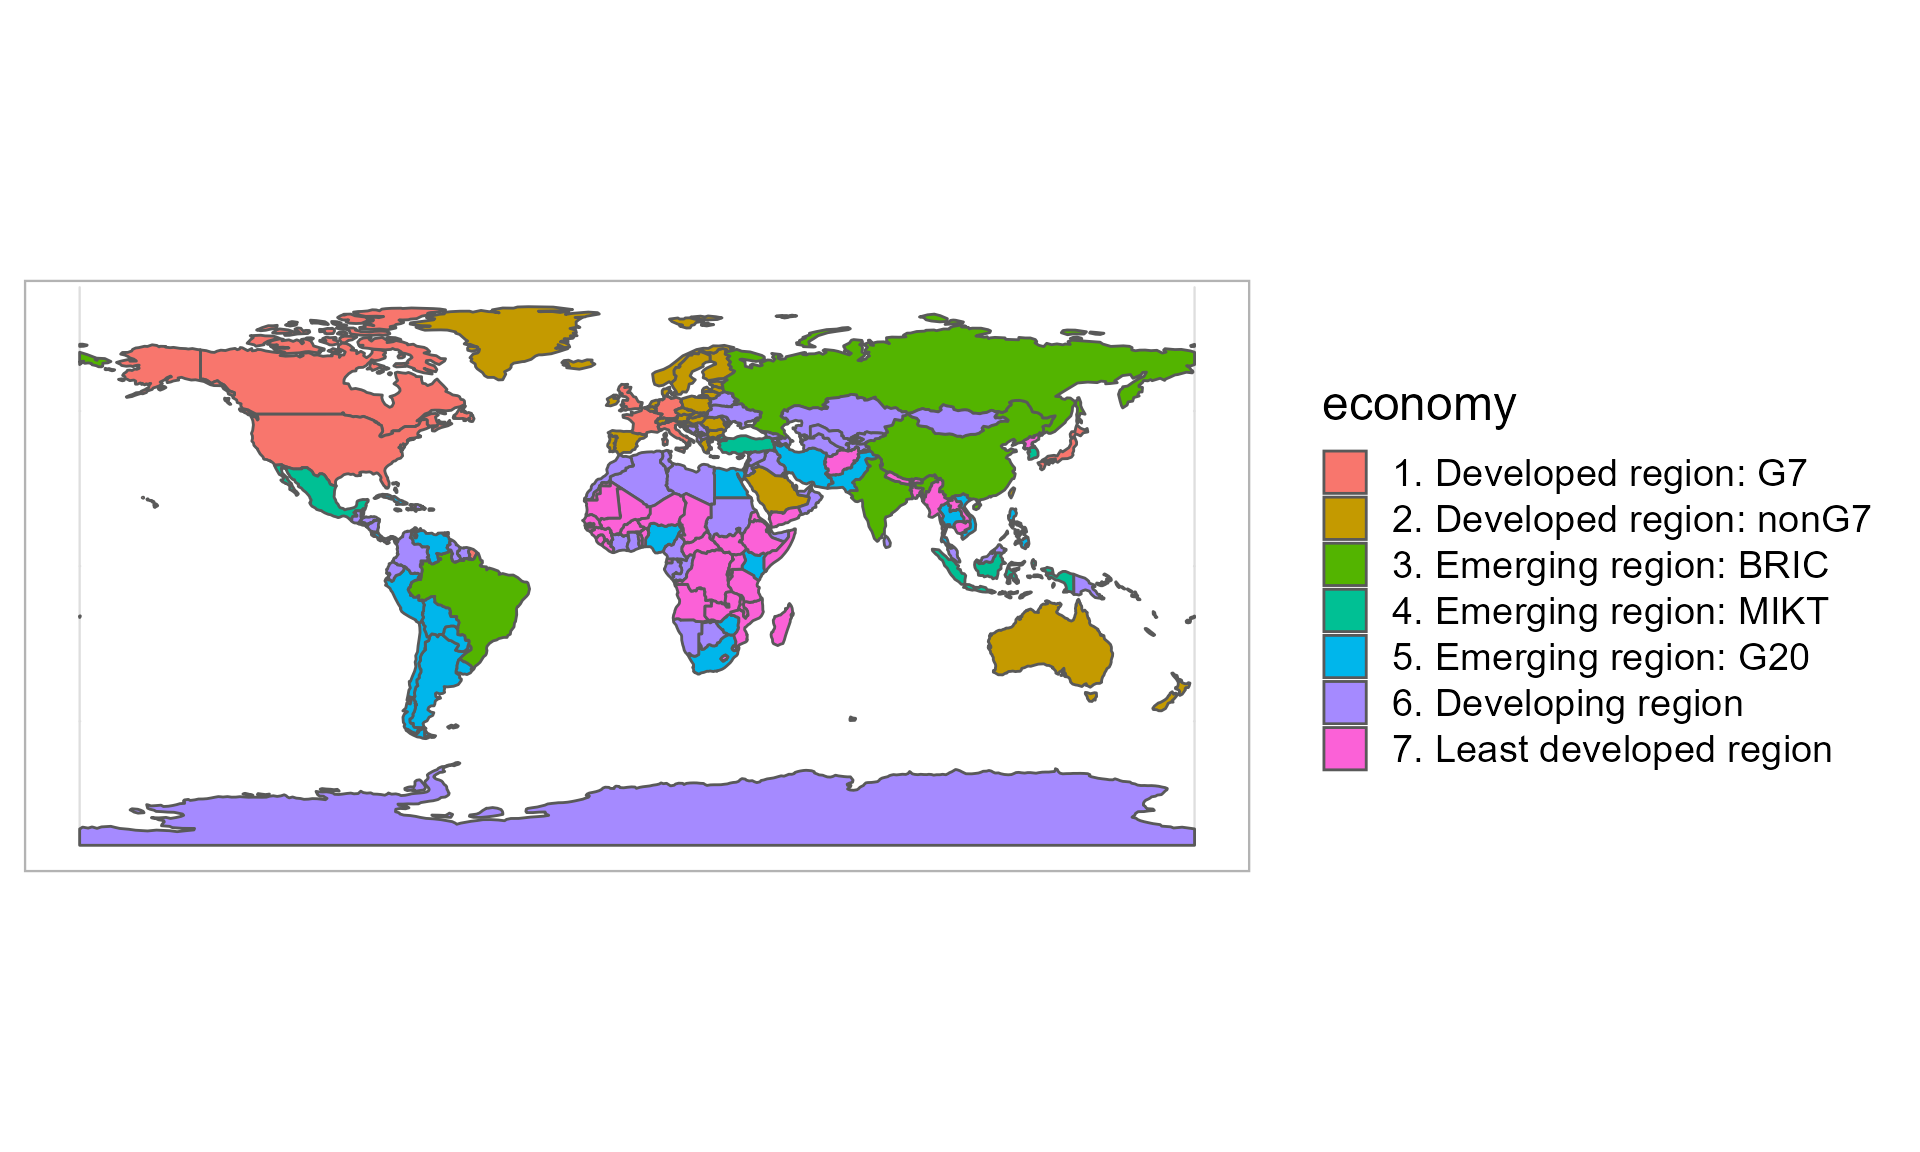 economy
1. Developed region: G7
2. Developed region: nonG7
3. Emerging region: BRIC
4. Emerging region: MIKT
5. Emerging region: G20
6. Developing region
7. Least developed region